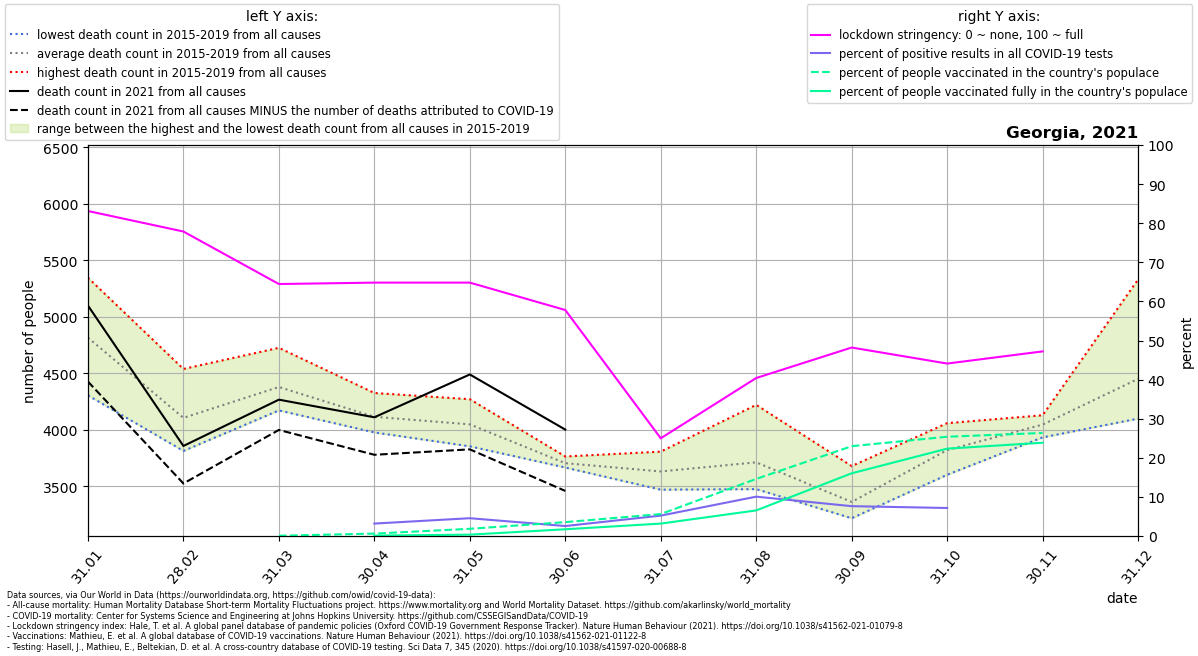 left Y axis:
lowest death count in 2015-2019 from all causes
average death count in 2015-2019 from all causes
highest death count in 2015-2019 from all causes
death count in 2021 from all causes
death count in 2021 from all causes MINUS the number of deaths attributed to COVID-19
range between the highest and the lowest death count from all causes in 2015-2019
right Y axis:
lockdown stringency: 0 ~ none, 100 ~ full
percent of positive results in all COVID-19 tests
percent of people vaccinated in the country's populace
percent of people vaccinated fully in the country's populace
Georgia, 2021
number of people
6500
6000
5500
5000
4500
4000
3500
100
90
80
70
60
50
40
30
20
10
0
percent
31.01
28.02
31.03
30.04
31.05
30.06
31.07
31.08
30.09
31.10
30.11
31.12
date
Data sources, via Our World in Data (https://ourworldindata.org, https://github.com/owid/covid-19-data):
- All-cause mortality: Human Mortality Database Short-term Mortality Fluctuations project. https://www.mortality.org and World Mortality Dataset. https://github.com/akarlinsky/world_mortality
- COVID-19 mortality: Center for Systems Science and Engineering at Johns Hopkins University. https://github.com/CSSEGISandData/COVID-19
- Lockdown stringency index: Hale, T. et al. A global panel database of pandemic policies (Oxford COVID-19 Government Response Tracker). Nature Human Behaviour (2021). https://doi.org/10.1038/s41562-021-01079-8
- Vaccinations: Mathieu, E. et al. A global database of COVID-19 vaccinations. Nature Human Behaviour (2021). https://doi.org/10.1038/s41562-021-01122-8
- Testing: Hasell, J., Mathieu, E., Beltekian, D. et al. A cross-country database of COVID-19 testing. Sci Data 7, 345 (2020). https://doi.org/10.1038/s41597-020-00688-8